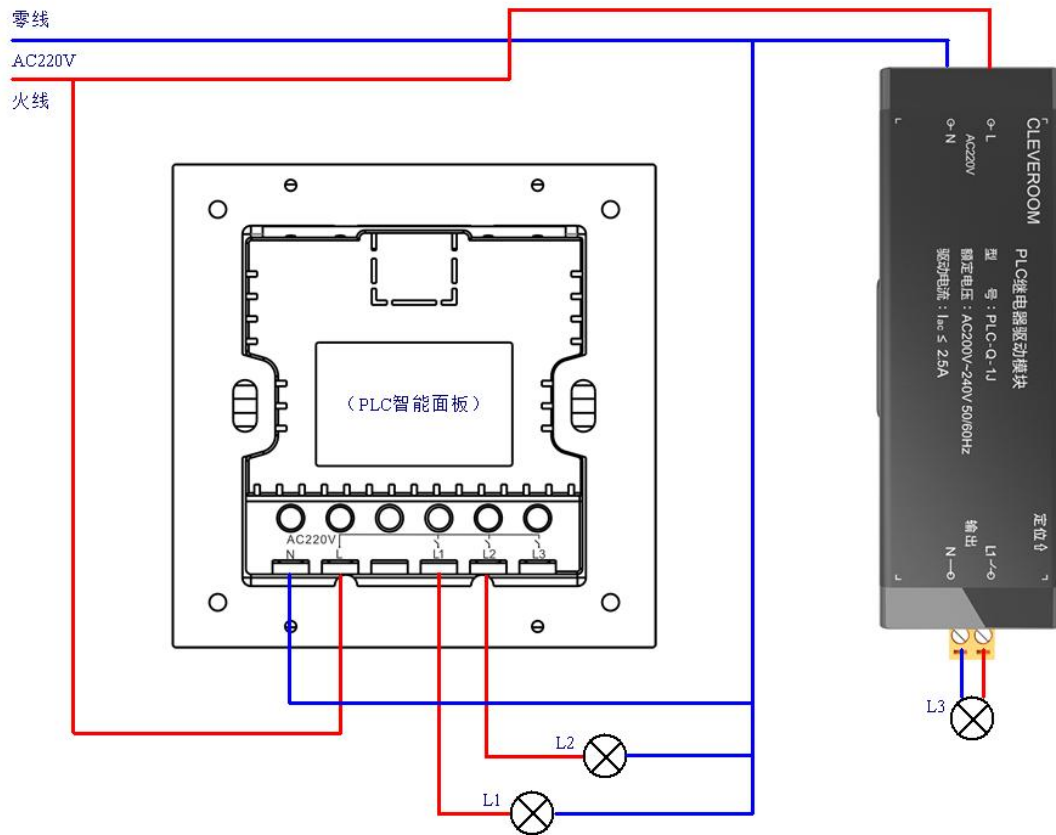 零线
AC220V
火线
（PLC智能面板）
AC220V
N
L
L1
L2
L3
L2
L1
CLEVEROOM
PLC继电器驱动模块
型 号：PLC-Q-1J
额定电压：AC200V~240V 50/60Hz
驱动电流：Iac ≤ 2.5A
L
AC220V
N
定位
L1
输出
N
L3